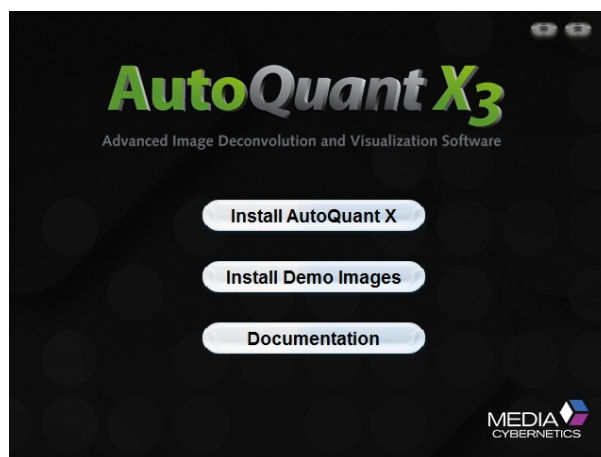 AutoQuant X3
Advanced Image Deconvolution and Visualization Software
Install AutoQuant X
Install Demo Images
Documentation
MEDIA
CYBERNETICS